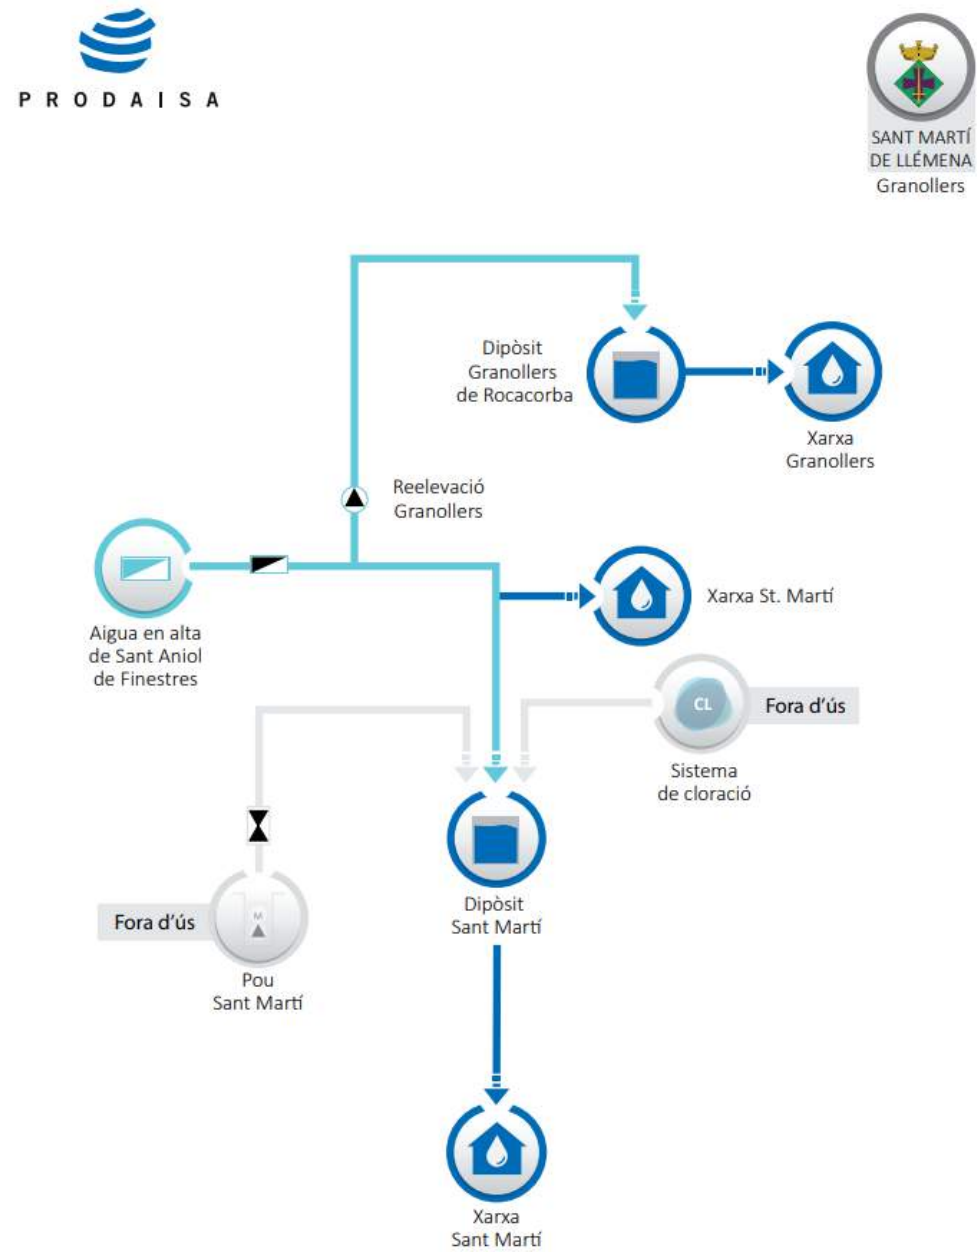 PRODAISA
SANT MARTÍ
DE LLÉMENA
Granollers
Dipòsit
Granollers
de Rocacorba
Xarxa
Granollers
Reelevació
Granollers
Aigua en alta
de Sant Aniol
de Finestres
Xarxa St. Martí
CL
Fora d'ús
Sistema
de cloració
Dipòsit
Sant Martí
Fora d'ús
M
Pou
Sant Martí
Xarxa
Sant Martí